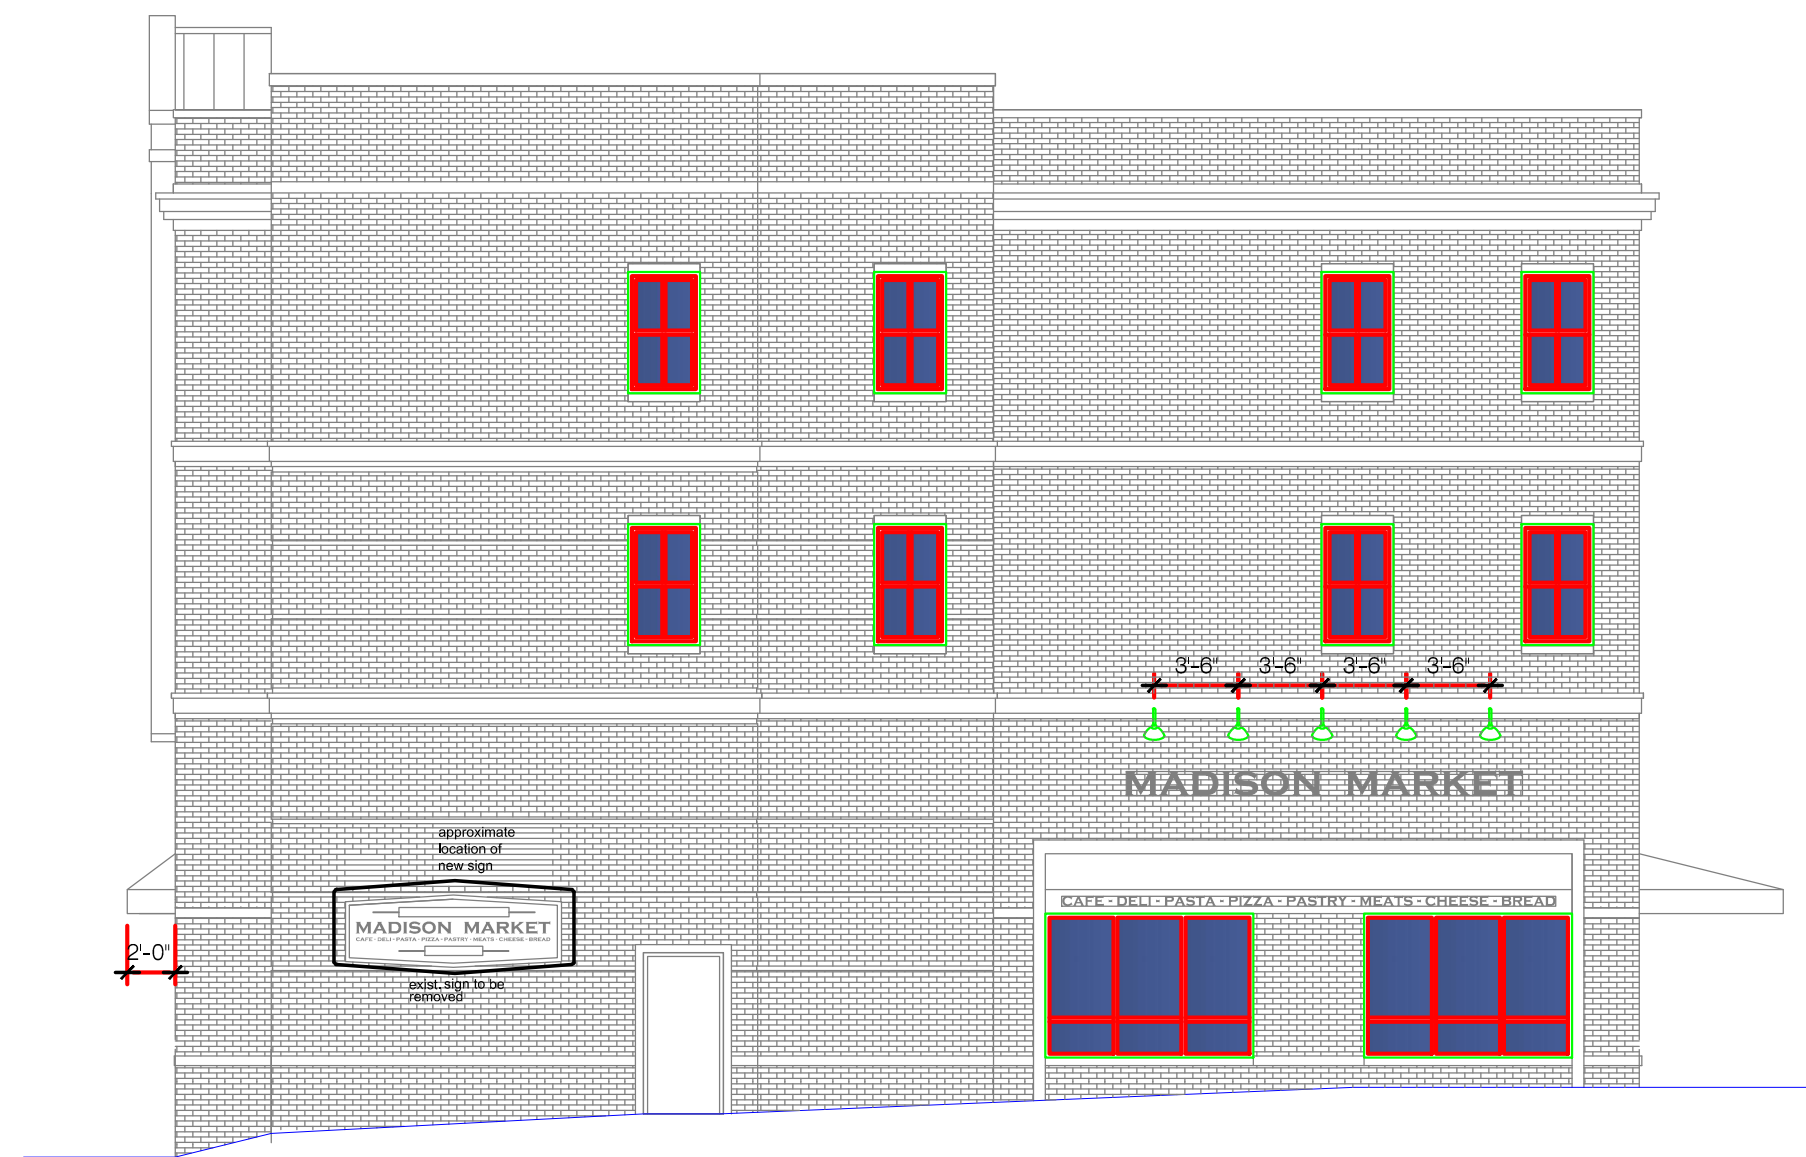 3'-6" 3'-6" 3'-6" 3'-6"
MADISON MARKET
approximate
location of
new sign
CAFE - DELI - PASTA - PIZZA - PASTRY - MEATS - CHEESE - BREAD
MADISON MARKET
CAFE - DELI - PASTA - PIZZA - PASTRY - MEATS - CHEESE - BREAD
2'-0"
exist. sign to be
removed